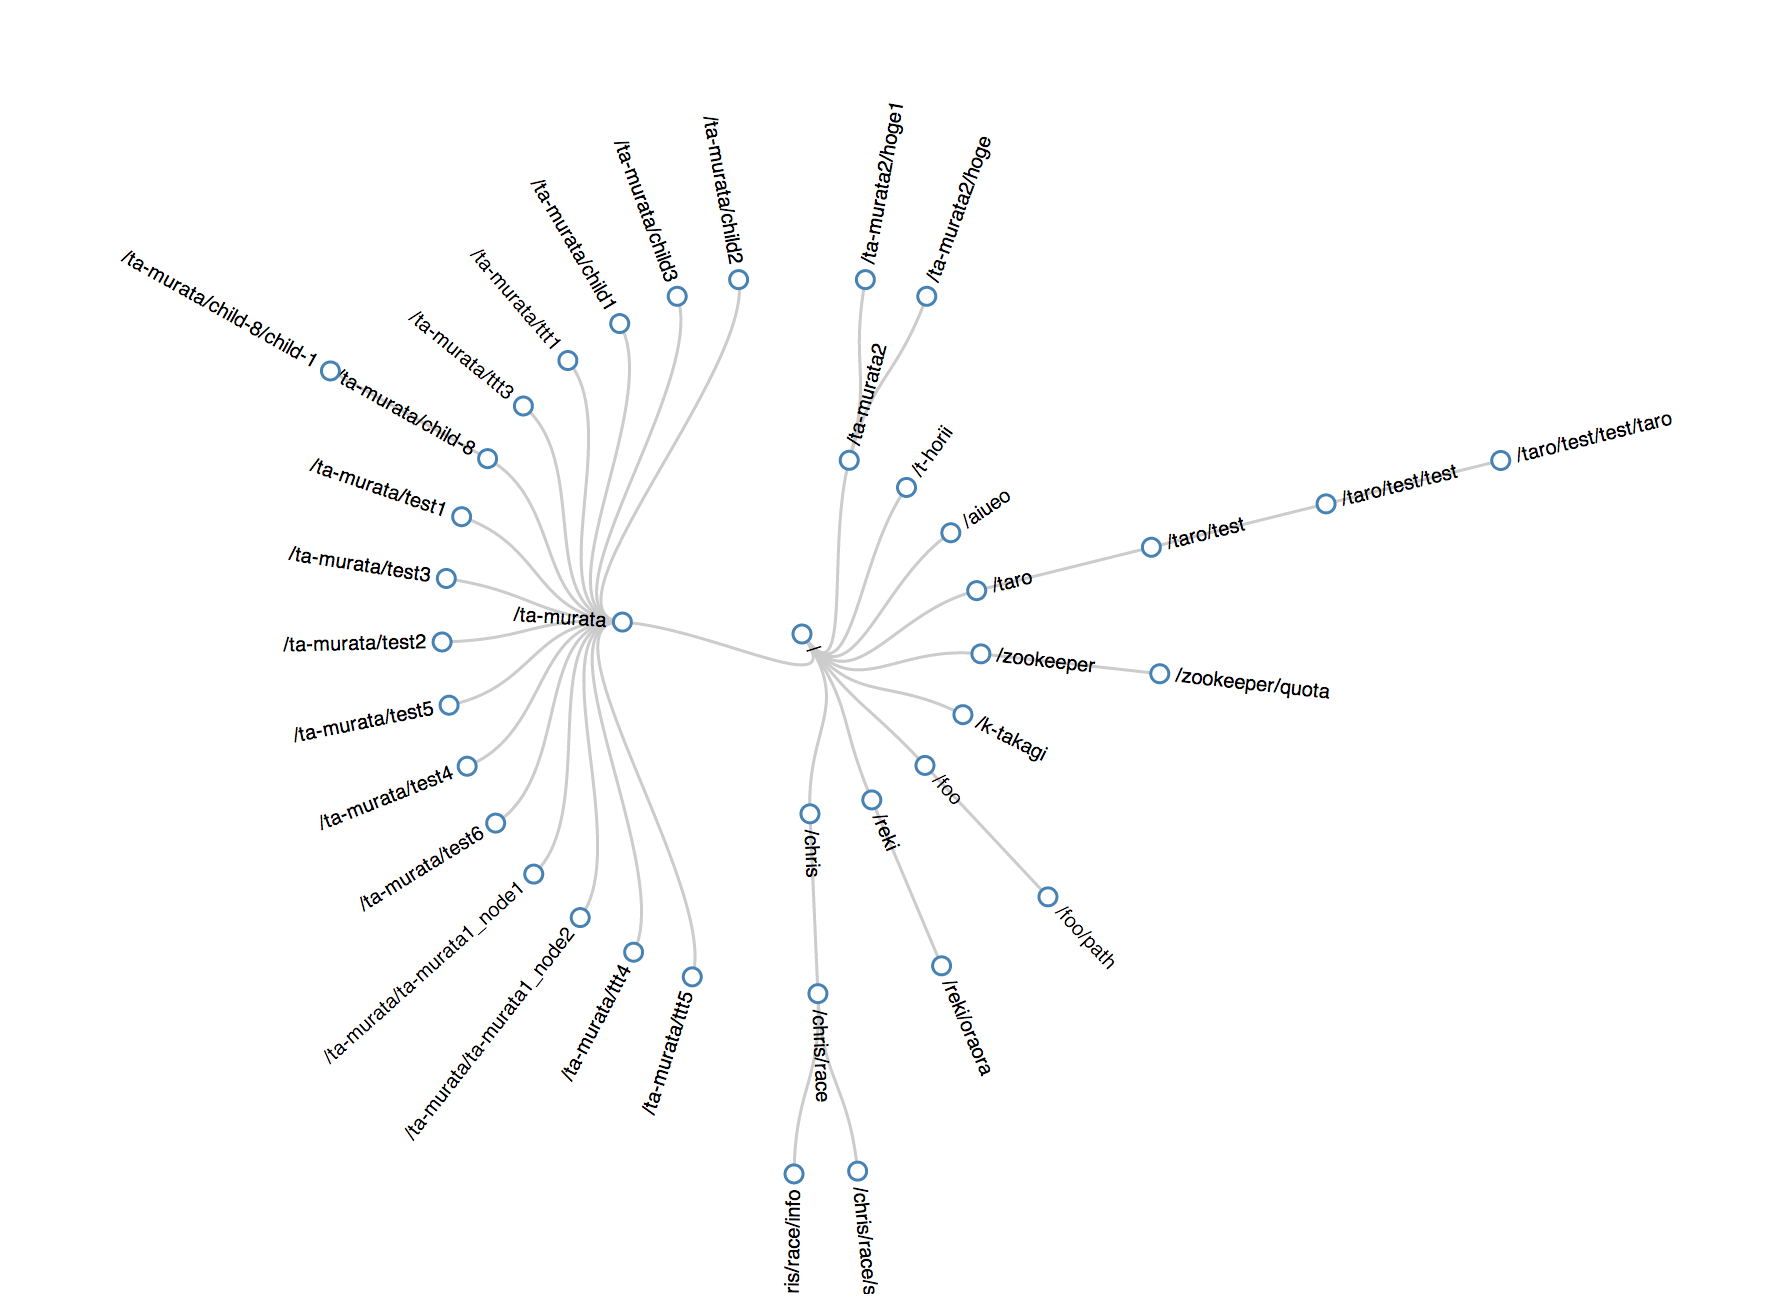 /ta-murata2/hoge1
/ta-murata2/hoge
/ta-murata/child2
/ta-murata/child3
/ta-murata/child1
/ta-murata/ttt1
/ta-murata/ttt3
/ta-murata/child-8/child-1
/ta-murata/child-8
/ta-murata/test1
/ta-murata/test3
/ta-murata
/ta-murata/test2
/ta-murata/test5
/ta-murata/test4
/ta-murata/test6
/ta-murata/ta-murata1_node1
/ta-murata/ta-murata1_node2
/ta-murata/ttt4
/ta-murata/ttt5
/
/ta-murata2
/t-horii
/aiueo
/taro
/taro/test
/taro/test/test
/taro/test/test/taro
/zookeeper
/zookeeper/quota
/k-takagi
/foo
/foo/path
/reki
/reki/oraora
/chris
/chris/race
ris/race/info
/chris/race/s